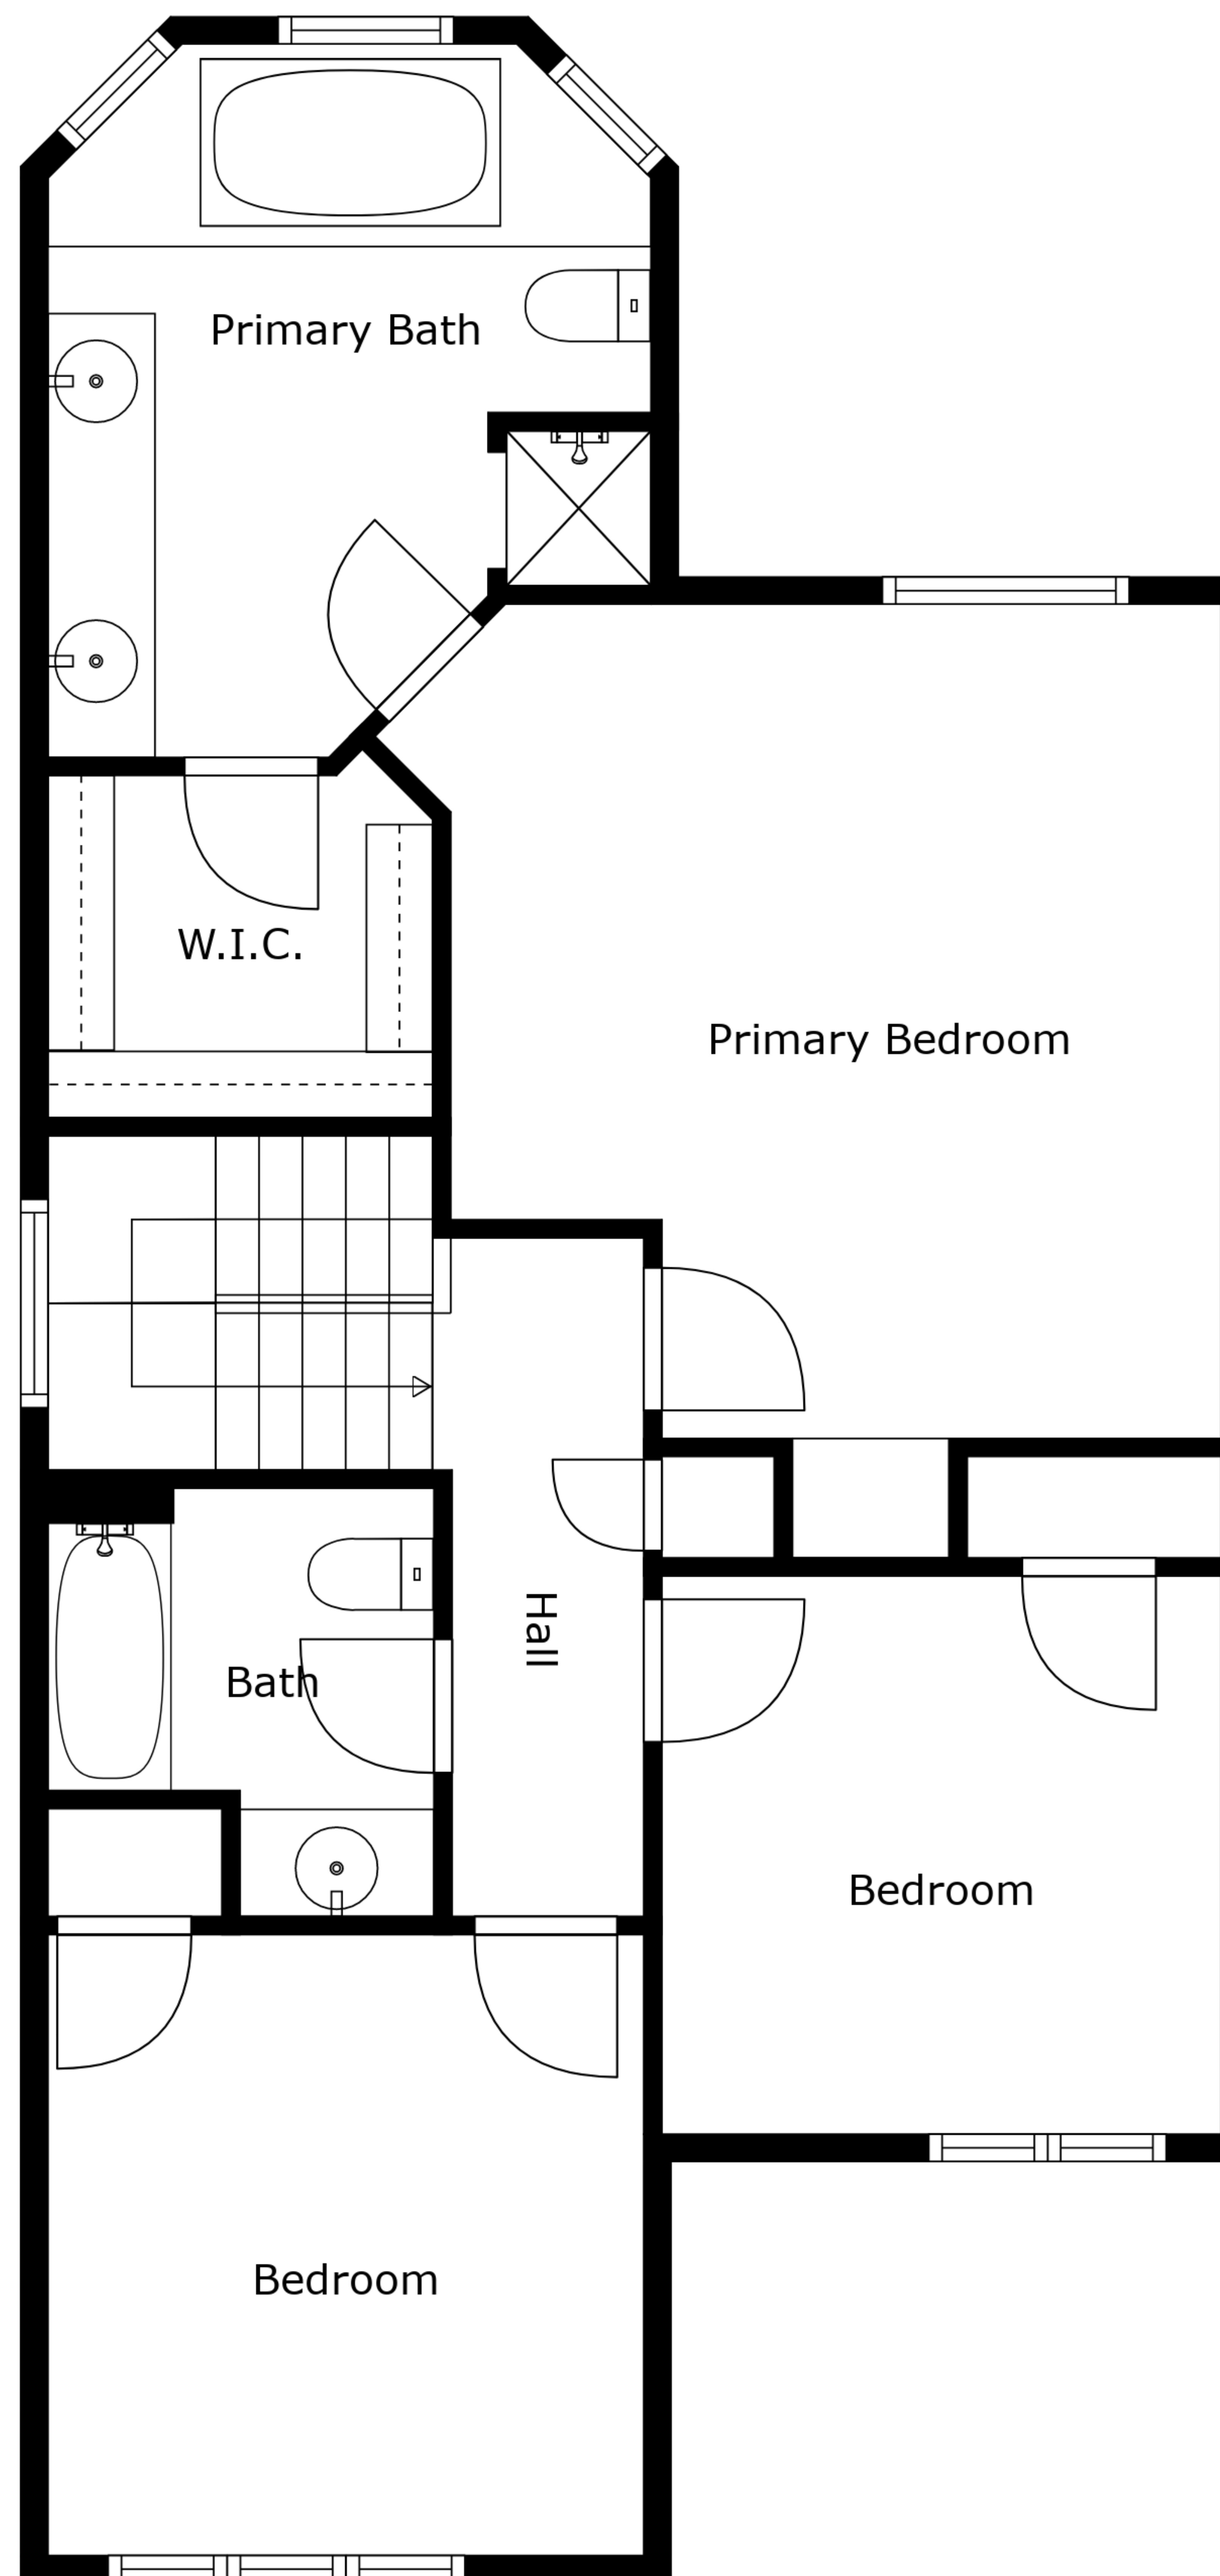 Primary Bath
W.I.C.
Primary Bedroom
Hall
Bath
Bedroom
Bedroom